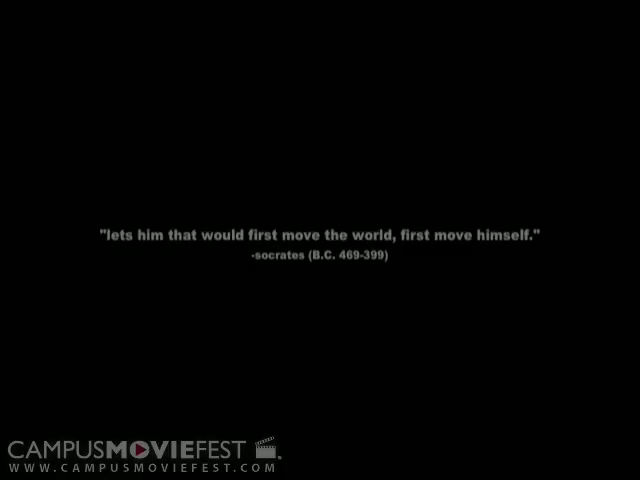 "lets him that would first move the world, first move himself."
-socrates (B.C. 469-399)
CAMPUSMOVIEFEST
WWW.CAMPUSMOVIEFEST.COM